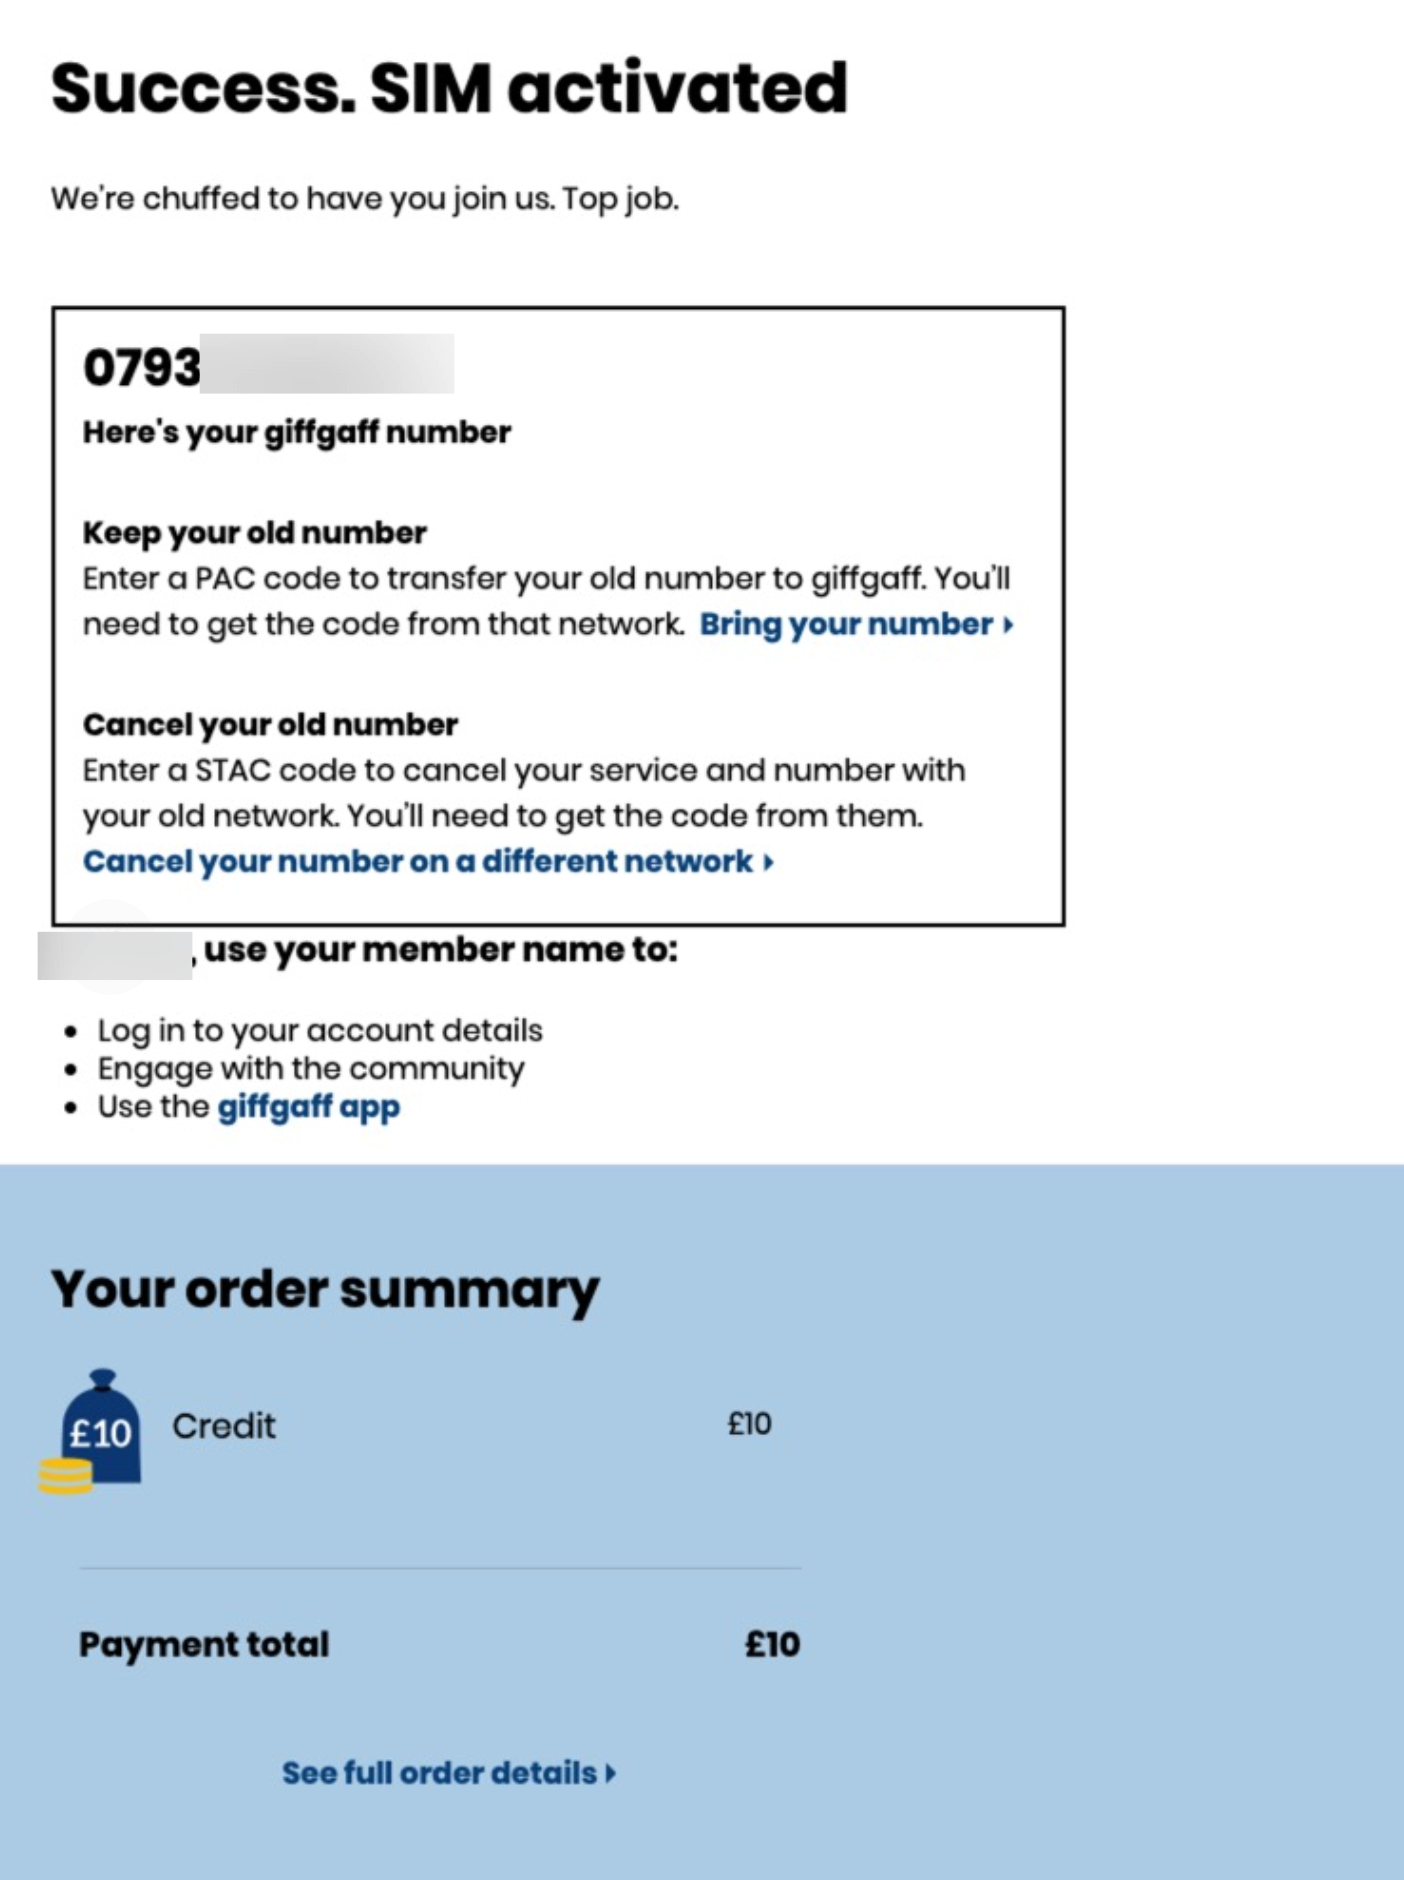 Success. SIM activated
We're chuffed to have you join us. Top job.
0793
Here's your giffgaff number
Keep your old number
Enter a PAC code to transfer your old number to giffgaff. You'll
need to get the code from that network. Bring your number
Cancel your old number
Enter a STAC code to cancel your service and number with
your old network. You'll need to get the code from them.
Cancel your number on a different network
, use your member name to:
• Log in to your account details
• Engage with the community
• Use the giffgaff app
Your order summary
£10 Credit £10
Payment total £10
See full order details